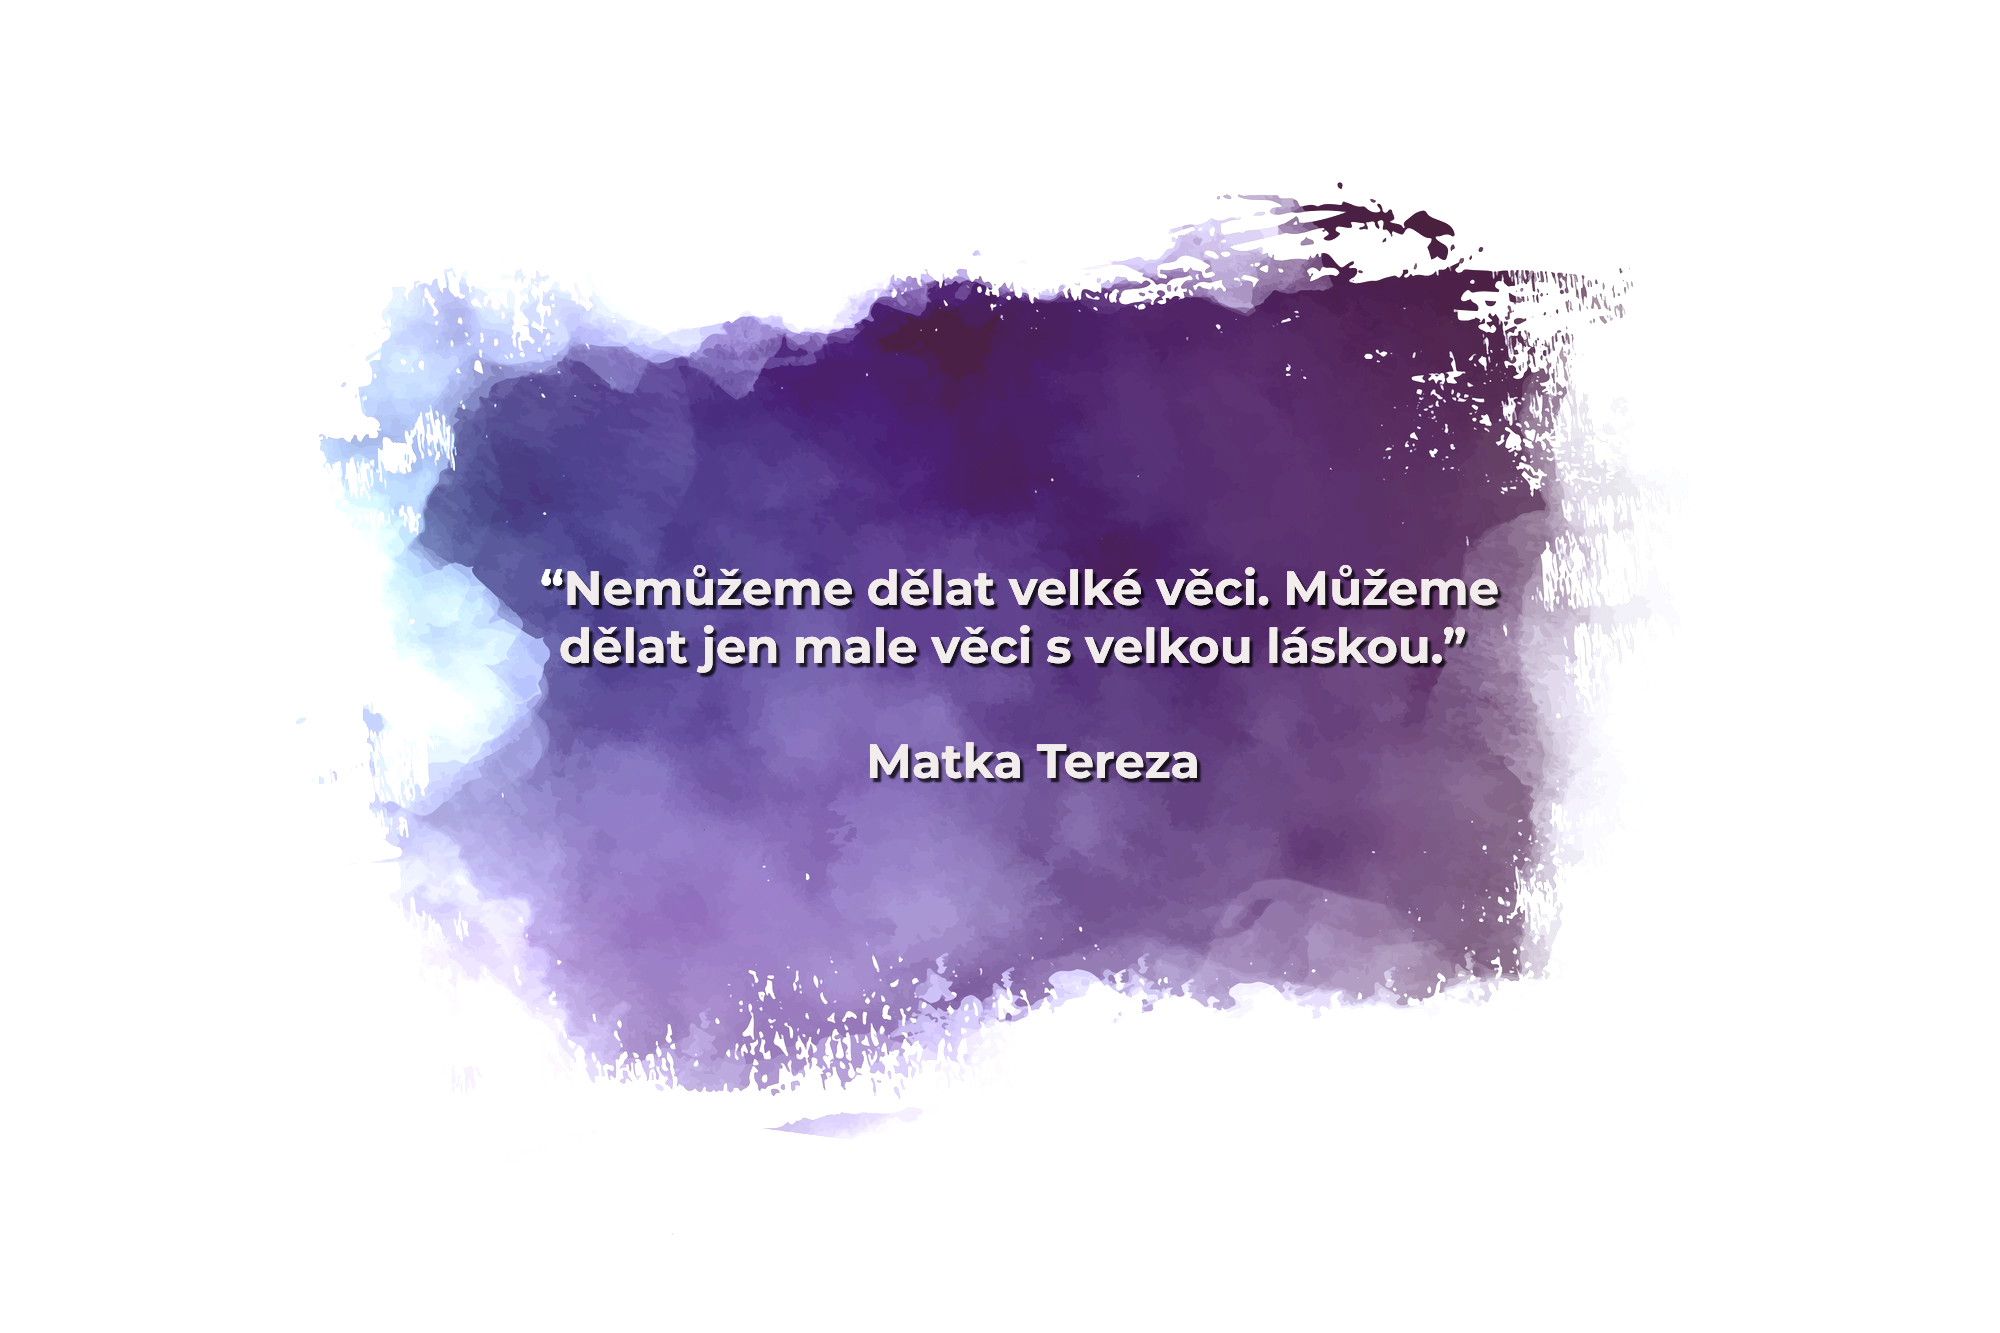 “Nemůžeme dělat velké věci. Můžeme
dělat jen male věci s velkou láskou.”
Matka Tereza